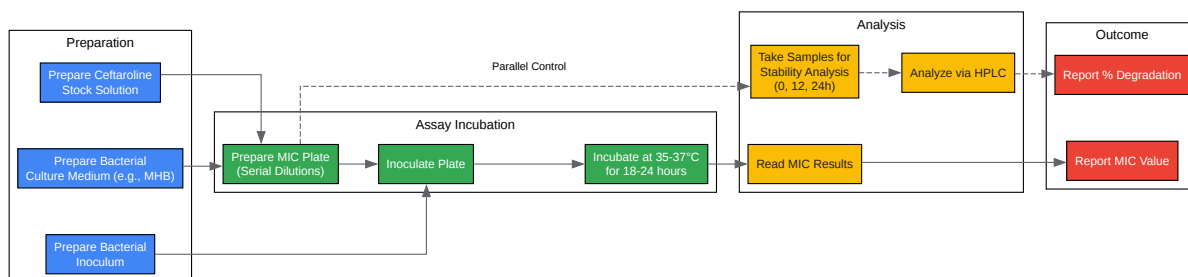 Preparation
Prepare Ceftaroline
Stock Solution
Prepare Bacterial
Culture Medium (e.g., MHB)
Prepare Bacterial
Inoculum
Parallel Control
Assay Incubation
Prepare MIC Plate
(Serial Dilutions)
Inoculate Plate
Incubate at 35-37°C
for 18-24 hours
Analysis
Take Samples for
Stability Analysis
(0, 12, 24h)
Analyze via HPLC
Read MIC Results
Outcome
Report % Degradation
Report MIC Value